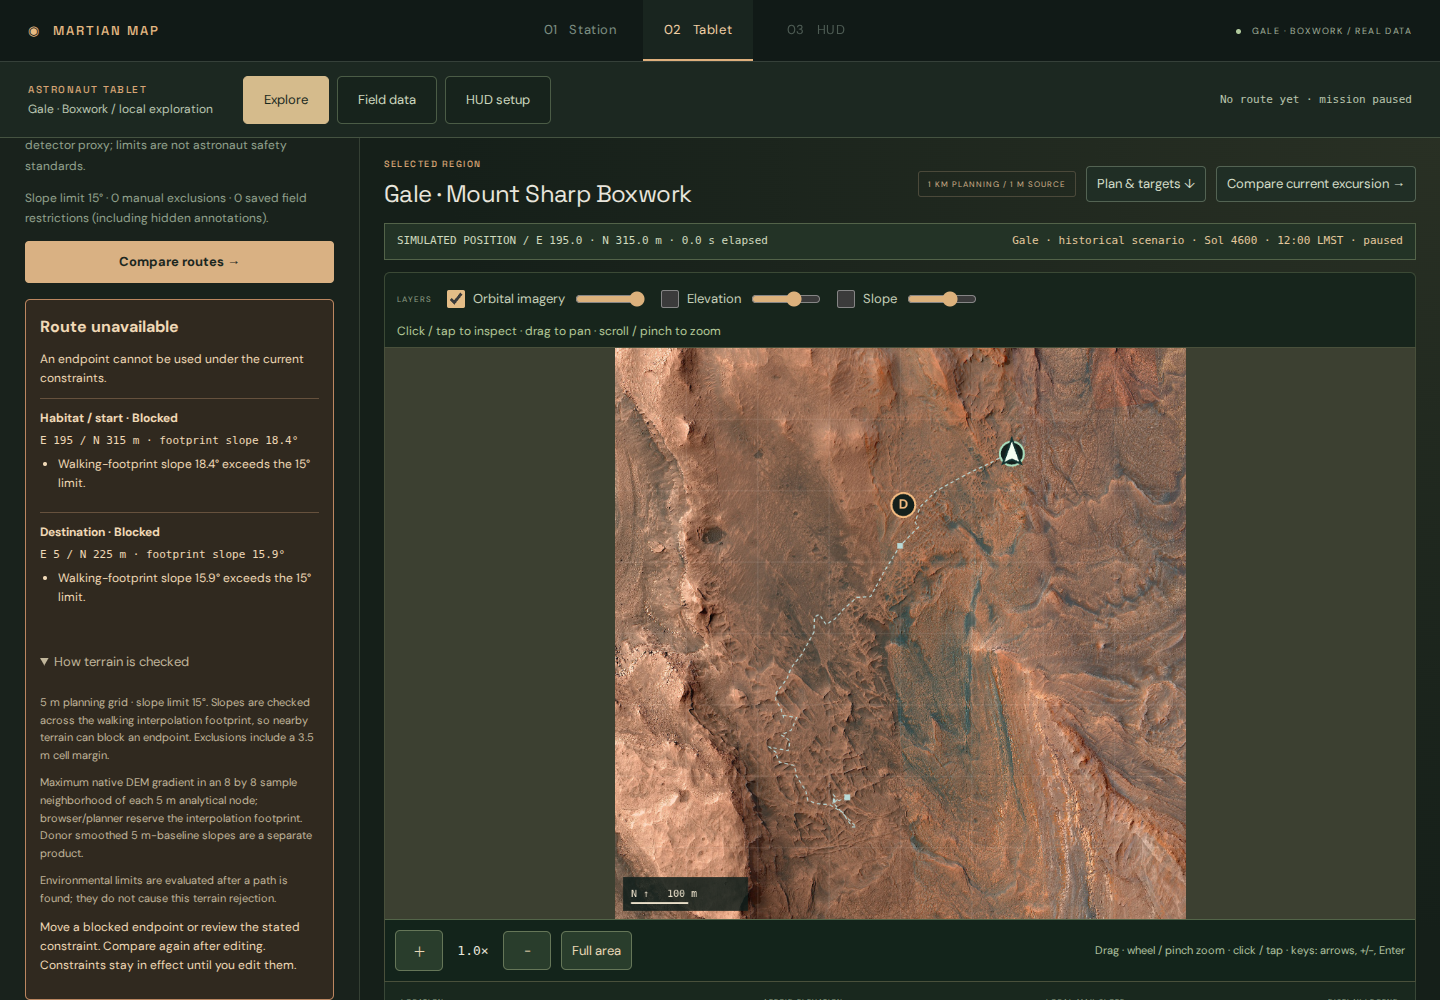 MARTIAN MAP
01 Station
02 Tablet
03 HUD
GALE · BOXWORK / REAL DATA
ASTRONAUT TABLET
Gale · Boxwork / local exploration
Explore
Field data
HUD setup
No route yet · mission paused
detector proxy; limits are not astronaut safety
standards.
Slope limit 15° · 0 manual exclusions · 0 saved field
restrictions (including hidden annotations).
Compare routes →
Route unavailable
An endpoint cannot be used under the current
constraints.
Habitat / start · Blocked
E 195 / N 315 m · footprint slope 18.4°
• Walking-footprint slope 18.4° exceeds the 15°
limit.
Destination · Blocked
E 5 / N 225 m · footprint slope 15.9°
• Walking-footprint slope 15.9° exceeds the 15°
limit.
▼ How terrain is checked
5 m planning grid · slope limit 15°. Slopes are checked
across the walking interpolation footprint, so nearby
terrain can block an endpoint. Exclusions include a 3.5
m cell margin.
Maximum native DEM gradient in an 8 by 8 sample
neighborhood of each 5 m analytical node;
browser/planner reserve the interpolation footprint.
Donor smoothed 5 m-baseline slopes are a separate
product.
Environmental limits are evaluated after a path is
found; they do not cause this terrain rejection.
Move a blocked endpoint or review the stated
constraint. Compare again after editing.
Constraints stay in effect until you edit them.
SELECTED REGION
Gale · Mount Sharp Boxwork
1 KM PLANNING / 1 M SOURCE
Plan & targets ↓
Compare current excursion →
SIMULATED POSITION / E 195.0 · N 315.0 m · 0.0 s elapsed
Gale · historical scenario · Sol 4600 · 12:00 LMST · paused
LAYERS
Orbital imagery
Elevation
Slope
Click / tap to inspect · drag to pan · scroll / pinch to zoom
D
N ↑ 100 m
+
1.0×
-
Full area
Drag · wheel / pinch zoom · click / tap · keys: arrows, +/-, Enter